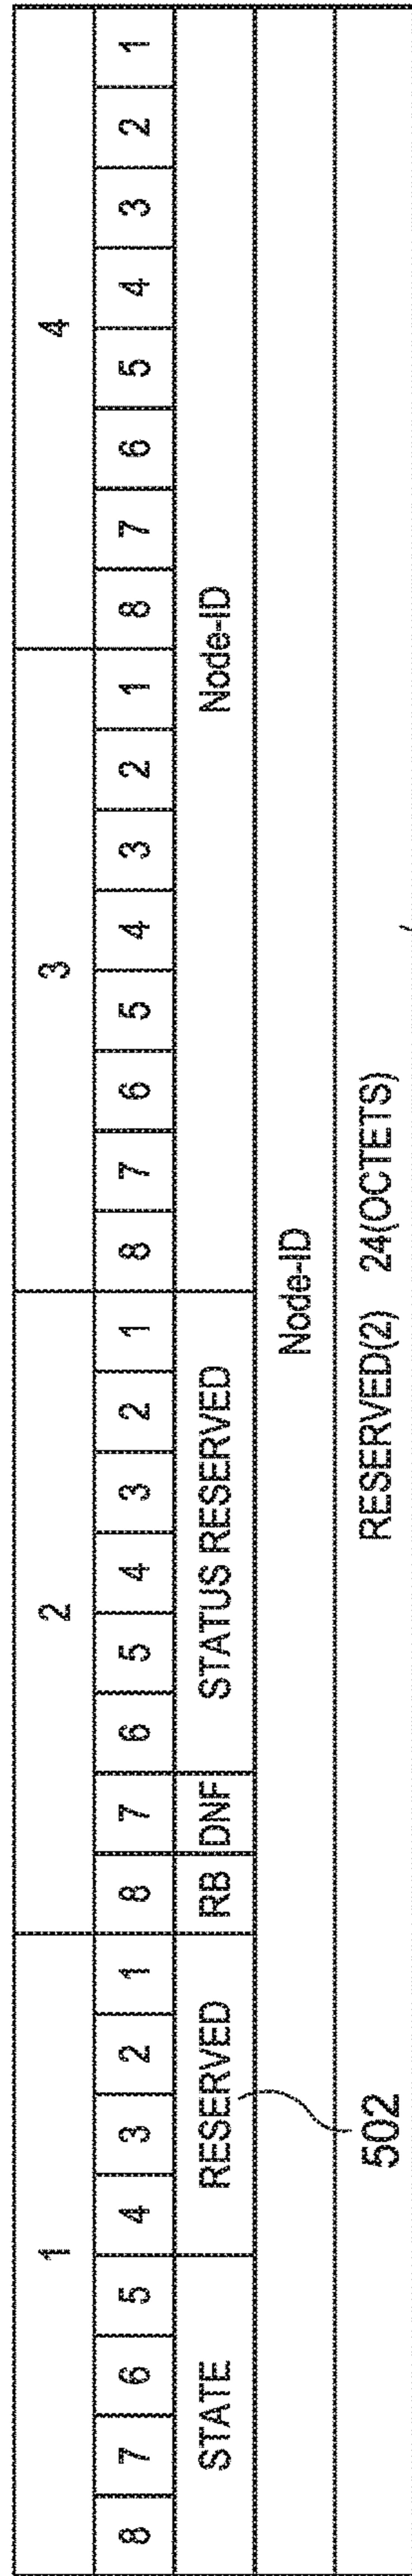 1 2 3 4
8 7 6 5 4 3 2 1 8 7 6 5 4 3 2 1 8 7 6 5 4 3 2 1 8 7 6 5 4 3 2 1
STATE RESERVED RB DNF STATUS RESERVED Node-ID
Node-ID
RESERVED(2) 24(OCTETS)
502